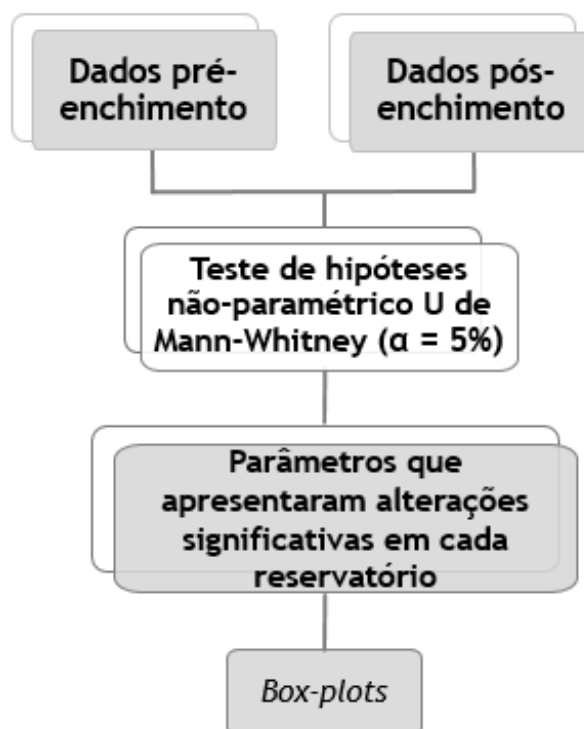 Dados pré-
enchimento
Dados pós-
enchimento
Teste de hipóteses
não-paramétrico U de
Mann-Whitney (α = 5%)
Parâmetros que
apresentaram alterações
significativas em cada
reservatório
Box-plots